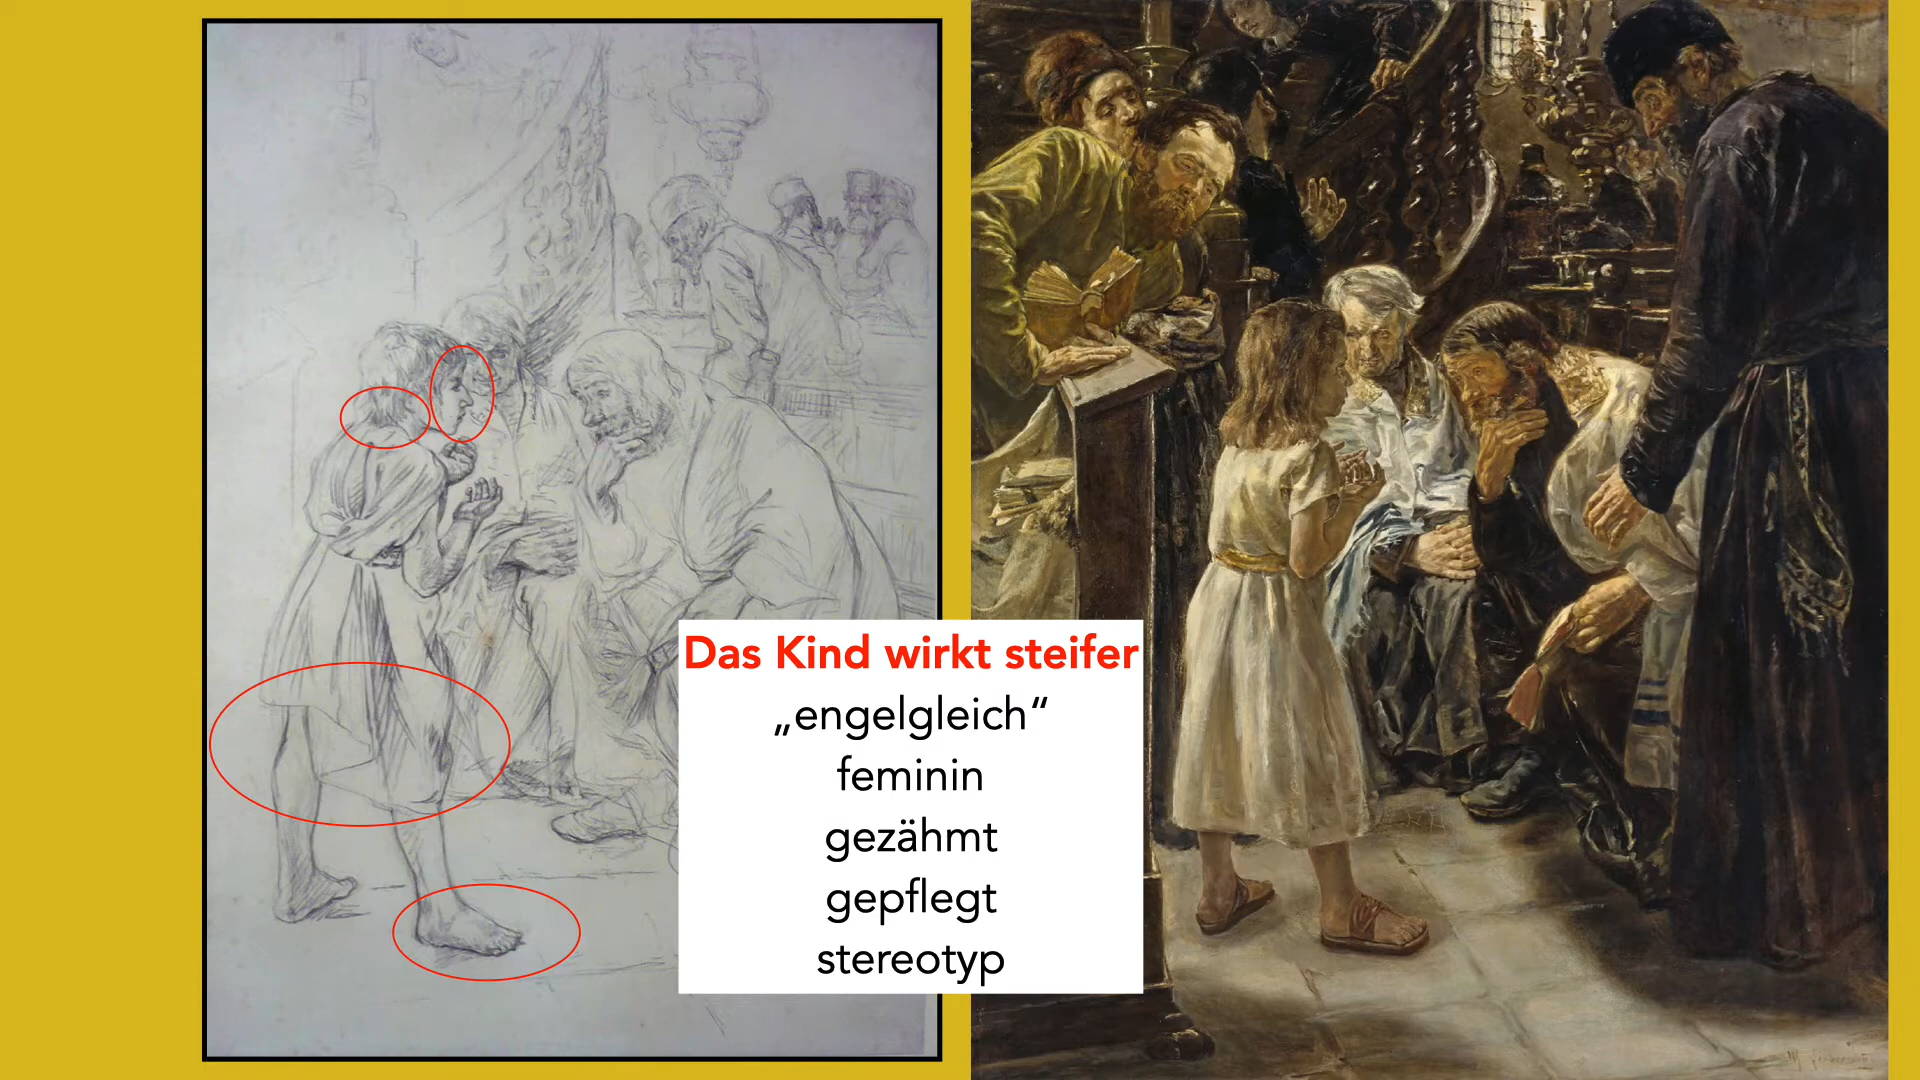 Das Kind wirkt steifer
„engelgleich“
feminin
gezähmt
gepflegt
stereotyp